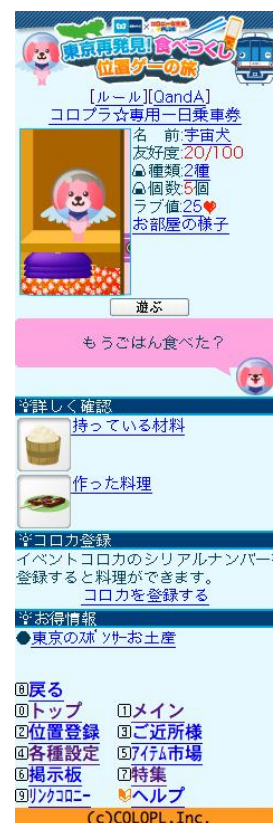 東京再発見!食べつくし
位置ゲーの旅
[ルール][QandA]
コロプラ☆専用一日乗車券
名 前:宇宙犬
友好度:20/100
種類:2種
個数:5個
ラブ値:25
お部屋の様子
遊ぶ
もうごはん食べた?
詳しく確認
持っている材料
作った料理
コロカ登録
イベントコロカのシリアルナンバーを
登録すると料理ができます。
コロカを登録する
お得情報
●東京のスポンサーお土産
8戻る
0トップ 1メイン
2位置登録 3ご近所様
4各種設定 5アイテム市場
6掲示板 7特集
9リンクコロニー ヘルプ
(c)COLOPL,Inc.